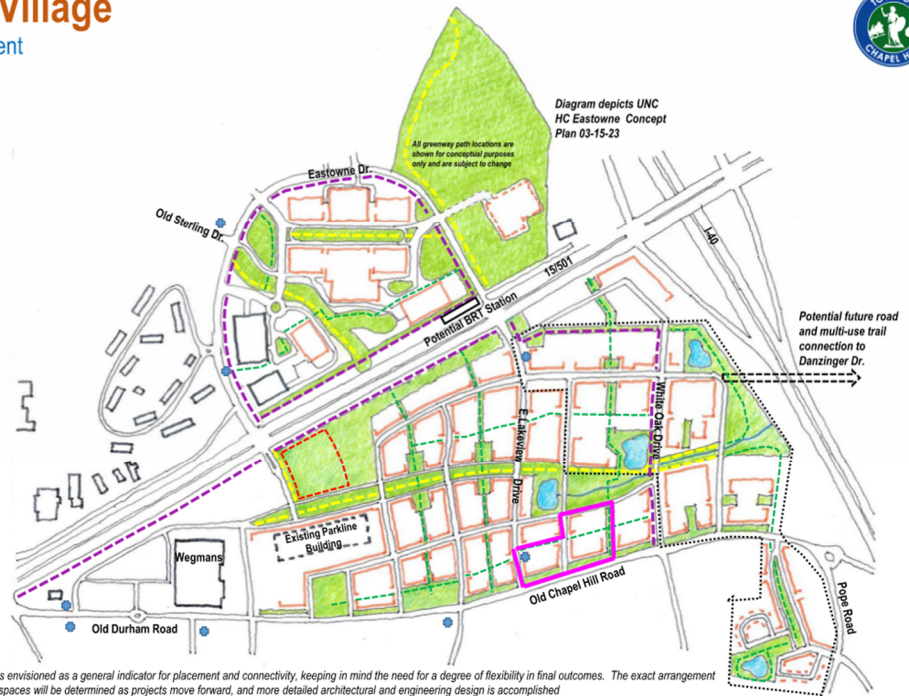 Village
ent
CHAPEL H
Diagram depicts UNC
HC Eastowne Concept
Plan 03-15-23
All greenway path locations are
shown for conceptual purposes
only and are subject to change
Eastowne Dr.
Old Sterling Dr.
I-40
15/501
Potential BRT Station
Potential future road
and multi-use trail
connection to
Danzinger Dr.
White Oak Drive
E Lakeview Drive
Existing Parkline
Building
Wegmans
Old Chapel Hill Road
Pope Road
Old Durham Road
s envisioned as a general indicator for placement and connectivity, keeping in mind the need for a degree of flexibility in final outcomes. The exact arrangement
spaces will be determined as projects move forward, and more detailed architectural and engineering design is accomplished